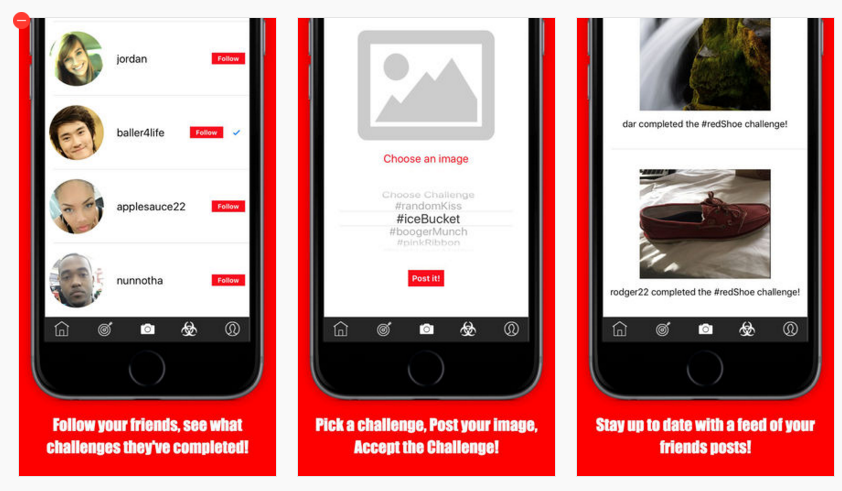 jordan
Follow
baller4life
Follow
applesauce22
Follow
nunnotha
Follow
Follow your friends, see what
challenges they've completed!
Choose an image
Choose Challenge
#randomKiss
#iceBucket
#boogerMunch
#pinkRibbon
Post it!
Pick a challenge, Post your image,
Accept the Challenge!
dar completed the #redShoe challenge!
rodger22 completed the #redShoe challenge!
Stay up to date with a feed of your
friends posts!